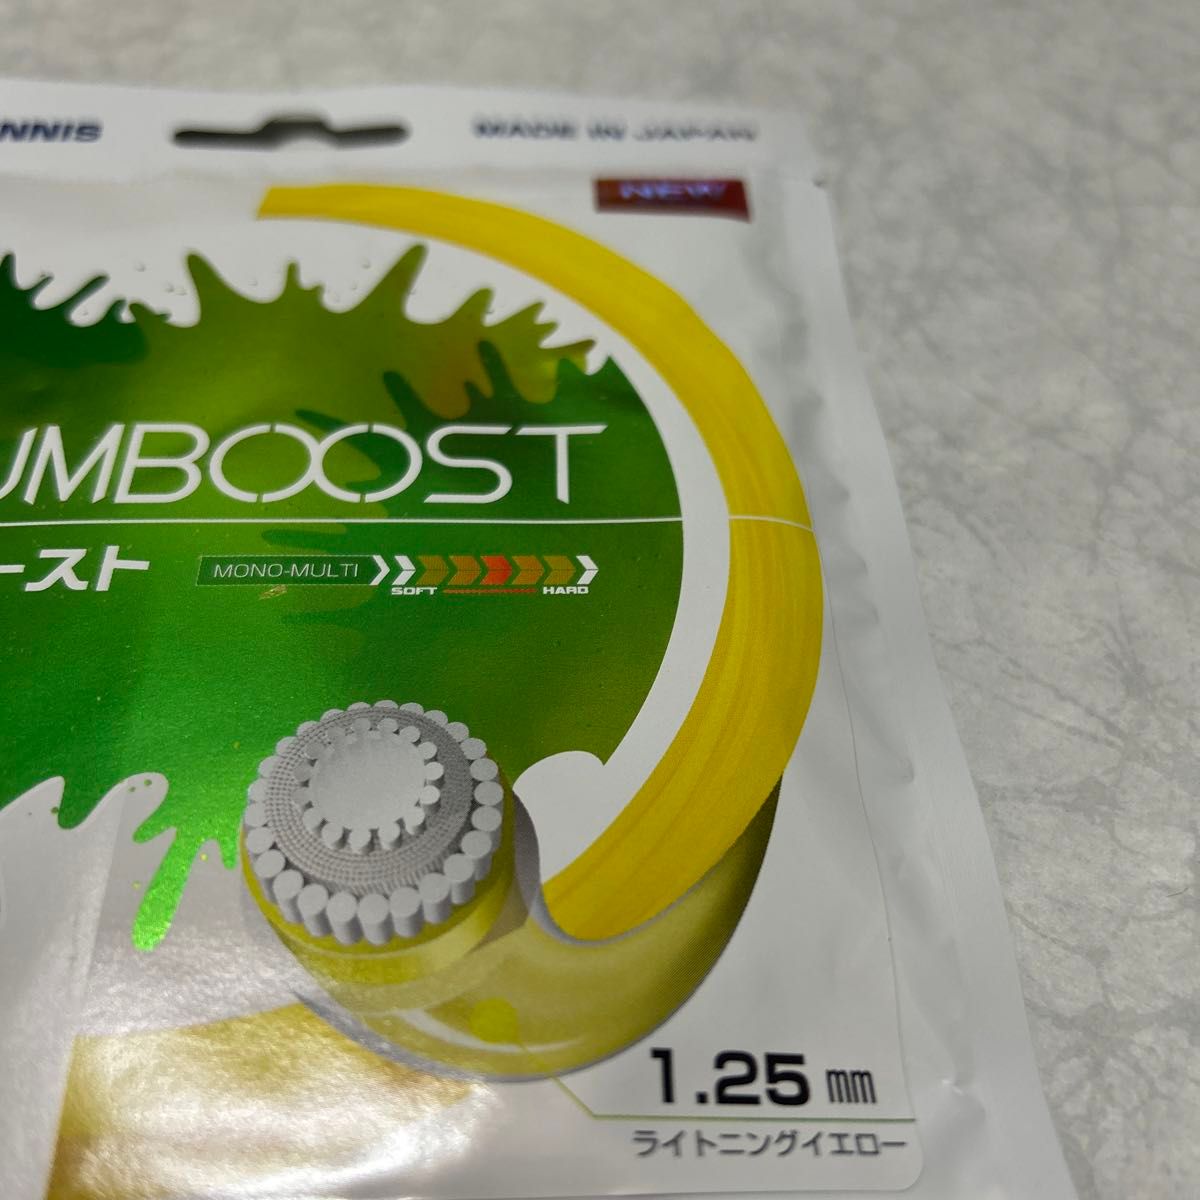 NNIS
MADE IN JAPAN
NEW
UMBOOST
ースト
MONO-MULTI
SOFT HARD
1.25 mm
ライトニングイエロー